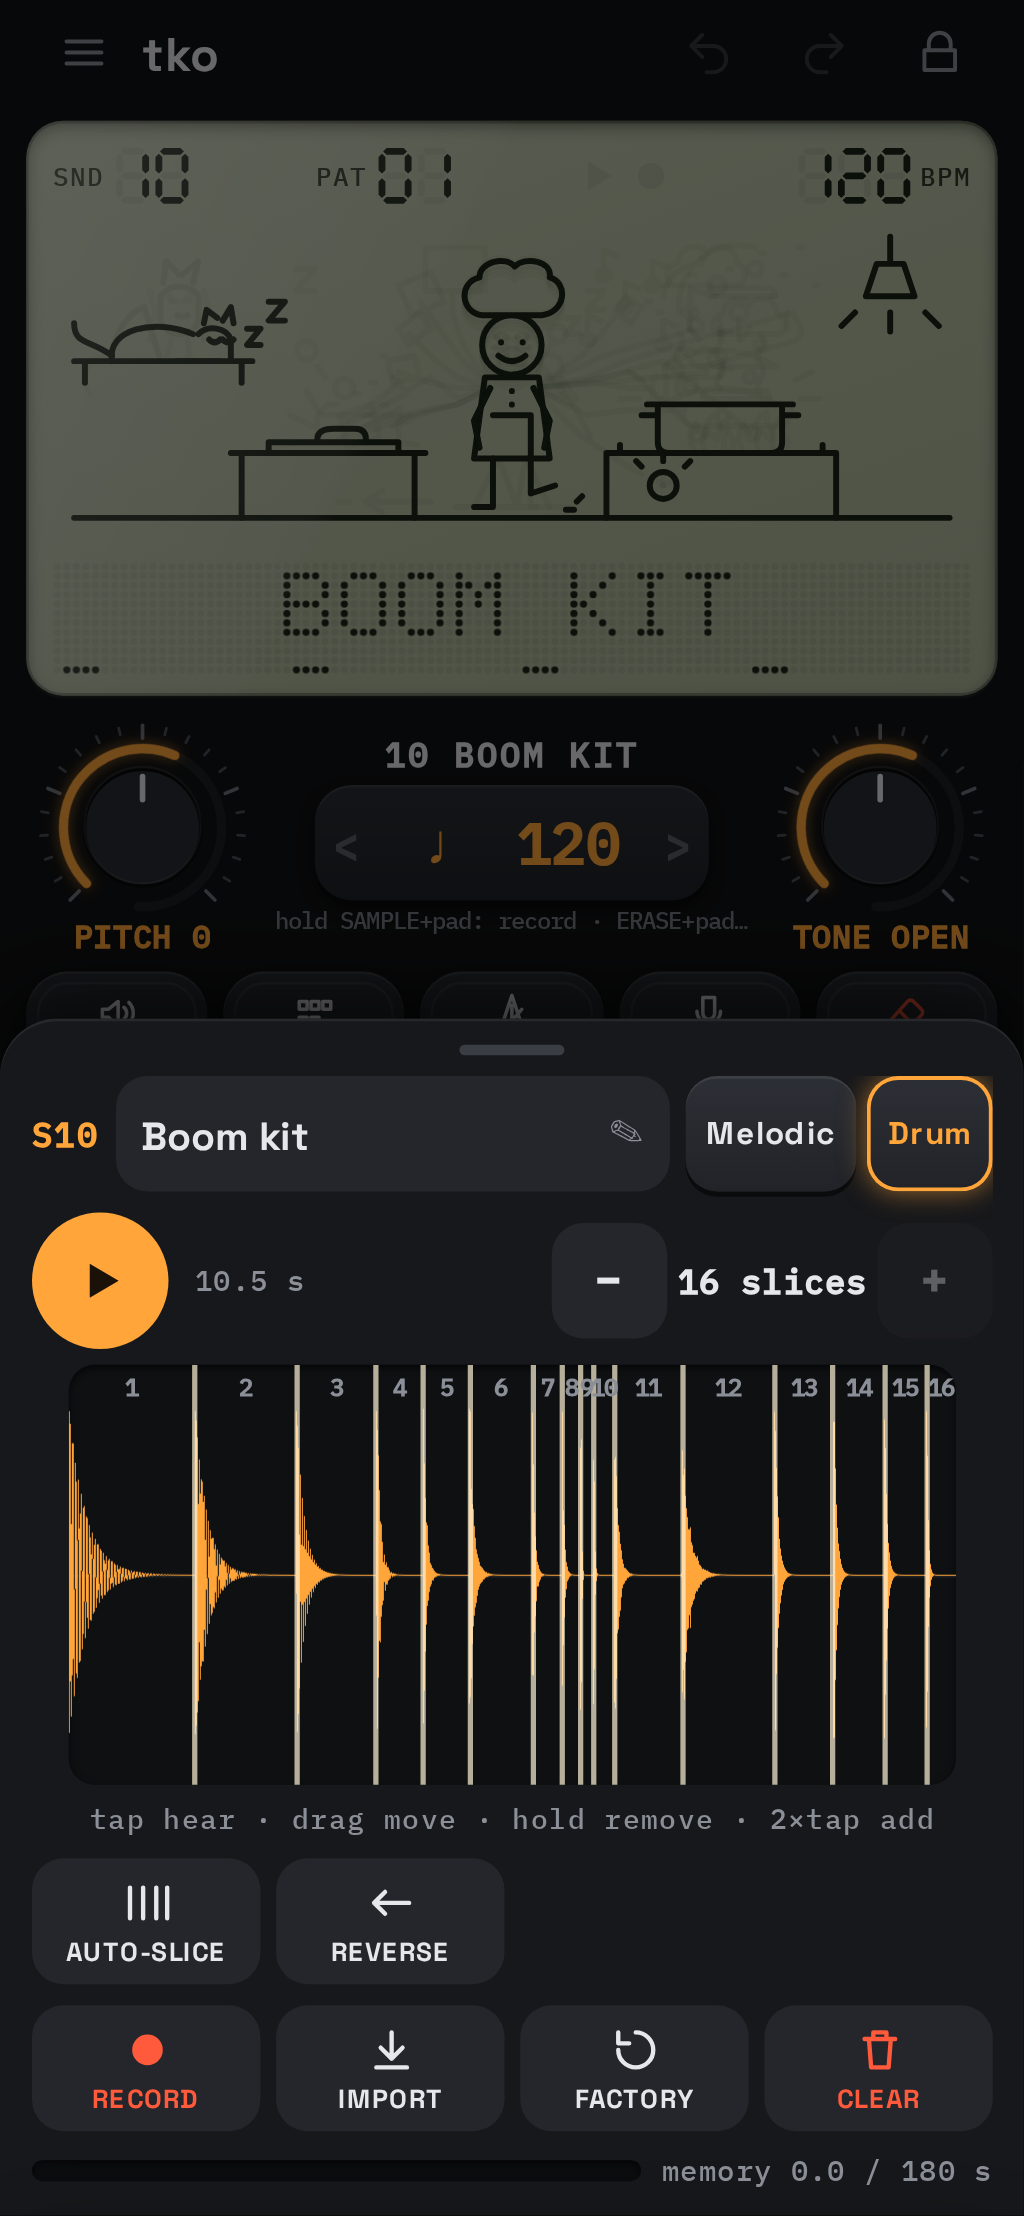 tko
SND 10 PAT 01 120 BPM
z z
BOOM KIT
10 BOOM KIT
< ♩ 120 >
hold SAMPLE+pad: record · ERASE+pad…
PITCH 0 TONE OPEN
S10 Boom kit Melodic Drum
10.5 s − 16 slices +
1 2 3 4 5 6 7 8 9 10 11 12 13 14 15 16
tap hear · drag move · hold remove · 2×tap add
AUTO-SLICE REVERSE
RECORD IMPORT FACTORY CLEAR
memory 0.0 / 180 s